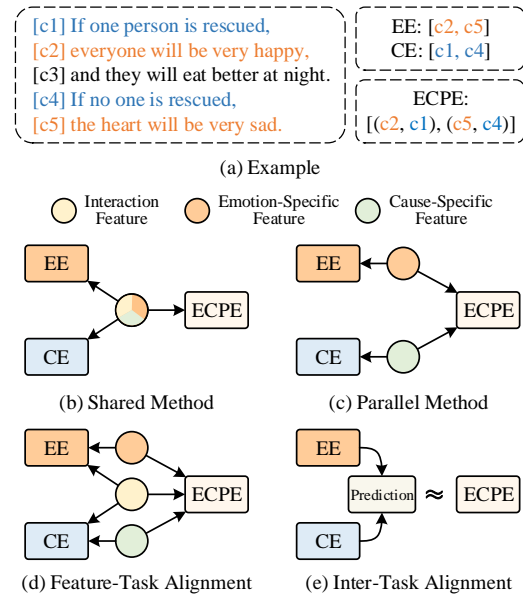 [c1] If one person is rescued,
[c2] everyone will be very happy,
[c3] and they will eat better at night.
[c4] If no one is rescued,
[c5] the heart will be very sad.
EE: [c2, c5]
CE: [c1, c4]
ECPE:
[(c2, c1), (c5, c4)]
(a) Example
Interaction
Feature
Emotion-Specific
Feature
Cause-Specific
Feature
EE
CE
ECPE
(b) Shared Method
EE
CE
ECPE
(c) Parallel Method
EE
CE
ECPE
(d) Feature-Task Alignment
EE
CE
Prediction
≈
ECPE
(e) Inter-Task Alignment